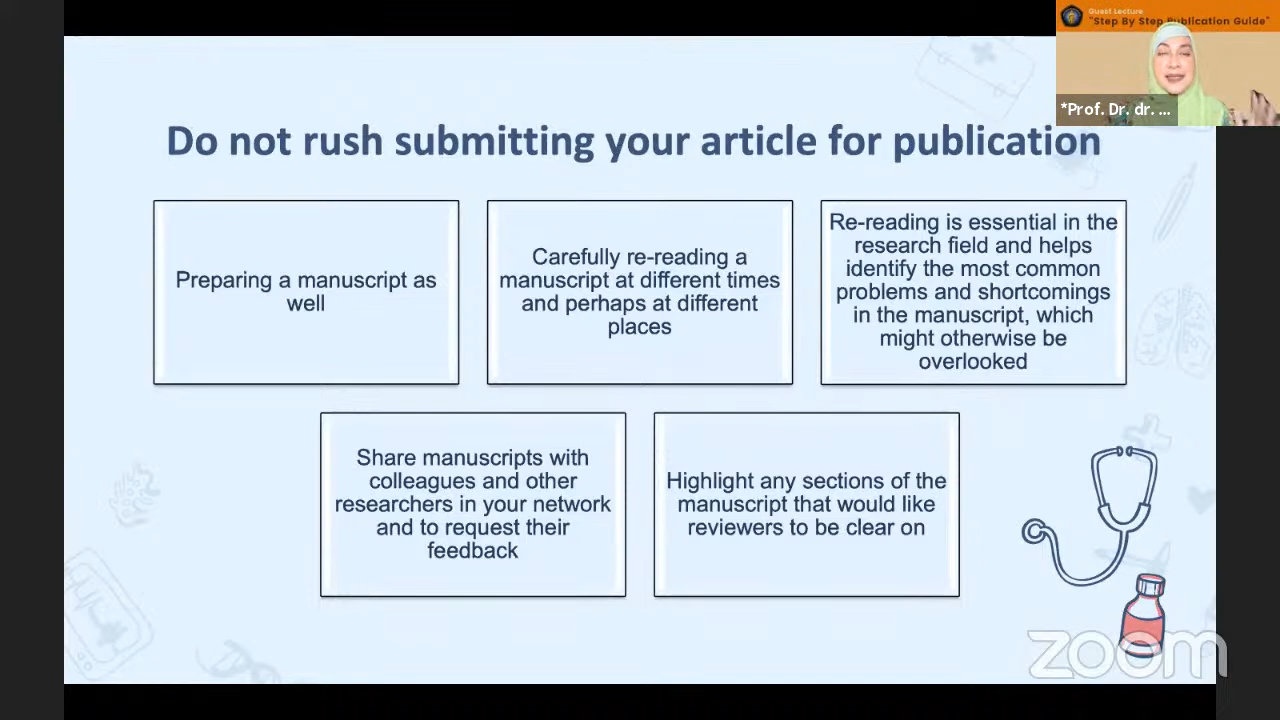 Guest Lecture
"Step By Step Publication Guide"
*Prof. Dr. dr. ...
Do not rush submitting your article for publication
Preparing a manuscript as
well
Carefully re-reading a
manuscript at different times
and perhaps at different
places
Re-reading is essential in the
research field and helps
identify the most common
problems and shortcomings
in the manuscript, which
might otherwise be
overlooked
Share manuscripts with
colleagues and other
researchers in your network
and to request their
feedback
Highlight any sections of the
manuscript that would like
reviewers to be clear on
zoom